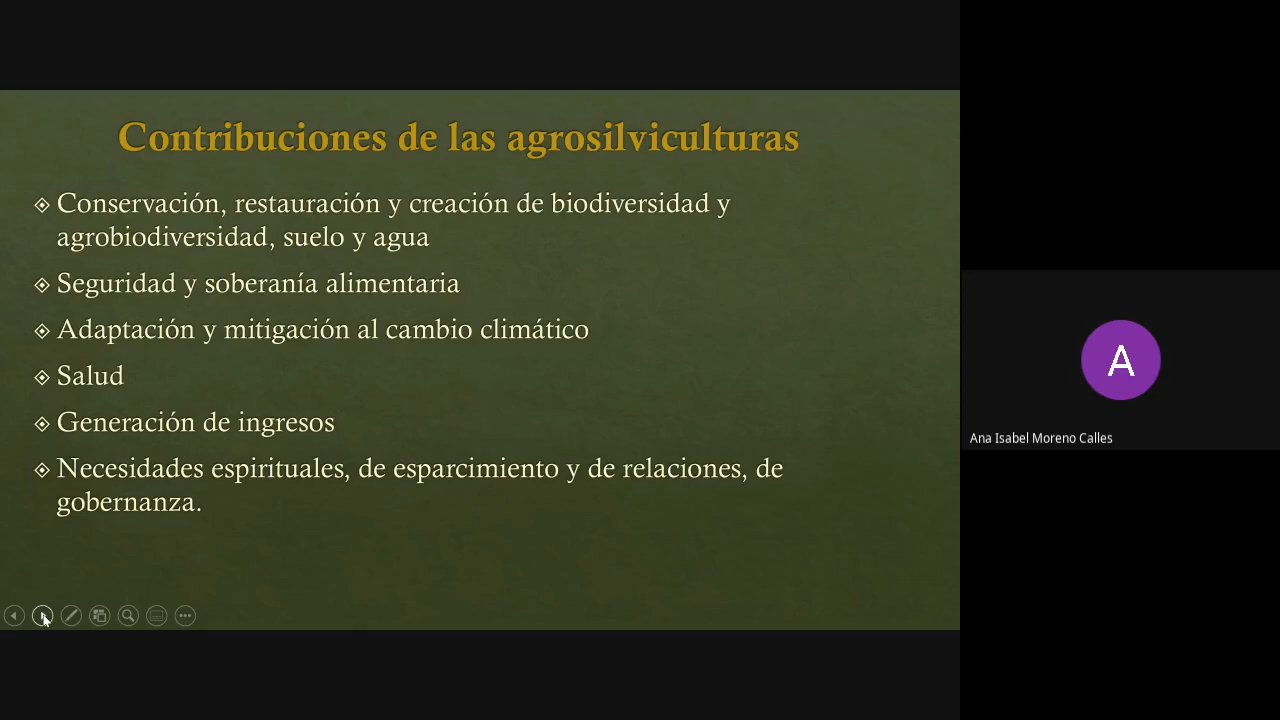 Contribuciones de las agrosilviculturas
Conservación, restauración y creación de biodiversidad y
agrobiodiversidad, suelo y agua
Seguridad y soberanía alimentaria
Adaptación y mitigación al cambio climático
Salud
Generación de ingresos
Necesidades espirituales, de esparcimiento y de relaciones, de
gobernanza.
A
Ana Isabel Moreno Calles